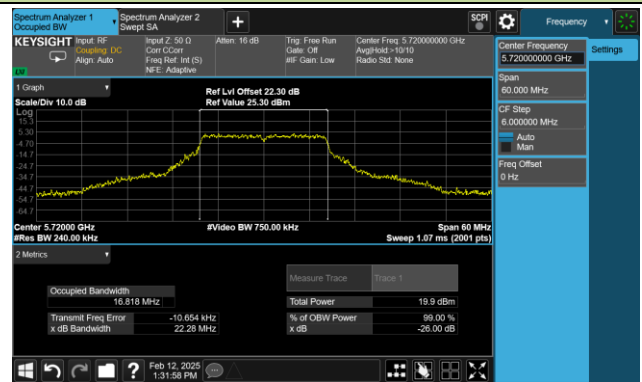 Spectrum Analyzer 1
Occupied BW
Spectrum Analyzer 2
Swept SA
SCPI
Frequency
KEYSIGHT
Input: RF
Coupling: DC
Align: Auto
Input Z: 50 Ω
Corr CCorr
Freq Ref: Int (S)
NFE: Adaptive
Atten: 16 dB
Trig: Free Run
Gate: Off
#IF Gain: Low
Center Freq: 5.720000000 GHz
Avg|Hold:>10/10
Radio Std: None
Center Frequency
5.720000000 GHz
Settings
Span
60.000 MHz
CF Step
6.000000 MHz
Auto
Man
Freq Offset
0 Hz
1 Graph
Scale/Div 10.0 dB
Ref Lvl Offset 22.30 dB
Ref Value 25.30 dBm
Log
15.3
5.30
-4.70
-14.7
-24.7
-34.7
-44.7
-54.7
-64.7
Center 5.72000 GHz
#Res BW 240.00 kHz
#Video BW 750.00 kHz
Span 60 MHz
Sweep 1.07 ms (2001 pts)
2 Metrics
Measure Trace
Trace 1
Occupied Bandwidth
16.818 MHz
Total Power
19.9 dBm
Transmit Freq Error
-10.654 kHz
% of OBW Power
99.00 %
x dB Bandwidth
22.28 MHz
x dB
-26.00 dB
?
Feb 12, 2025
1:31:58 PM